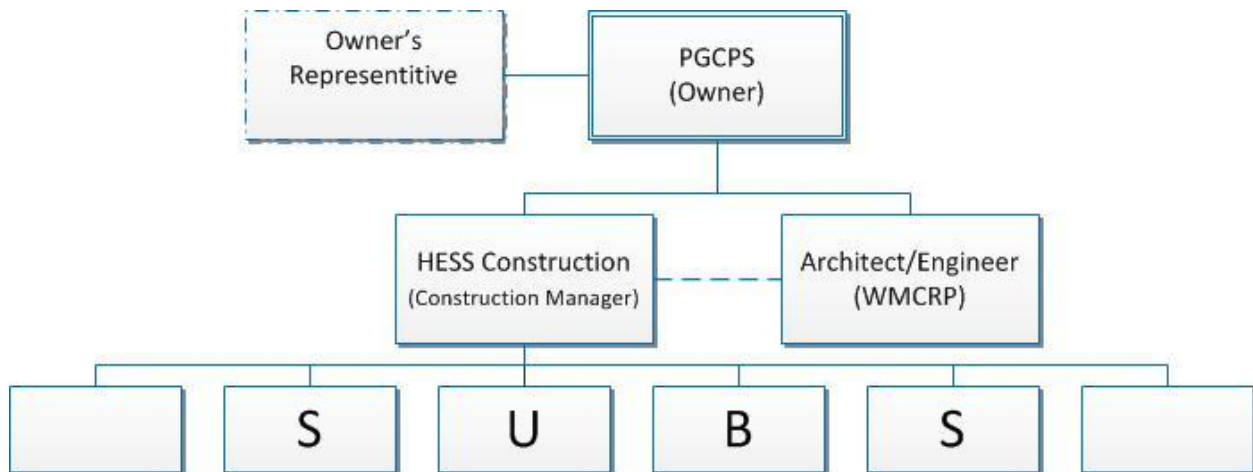 Owner’s
Representitive
PGCPS
(Owner)
HESS Construction
(Construction Manager)
Architect/Engineer
(WMCRP)
S U B S